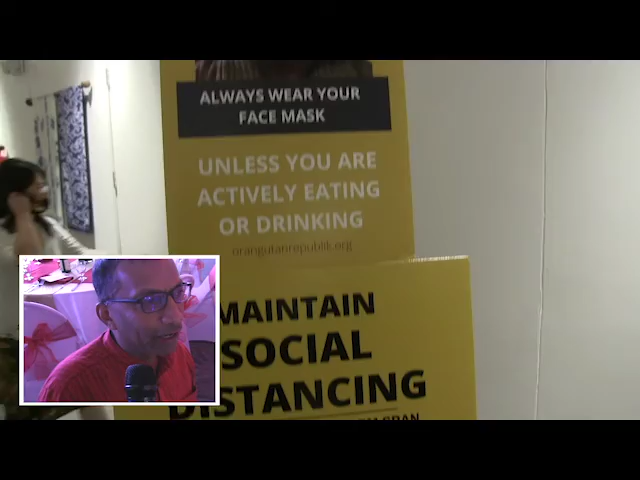 ALWAYS WEAR YOUR
FACE MASK
UNLESS YOU ARE
ACTIVELY EATING
OR DRINKING
orangutanrepublik.org
MAINTAIN
SOCIAL
DISTANCING